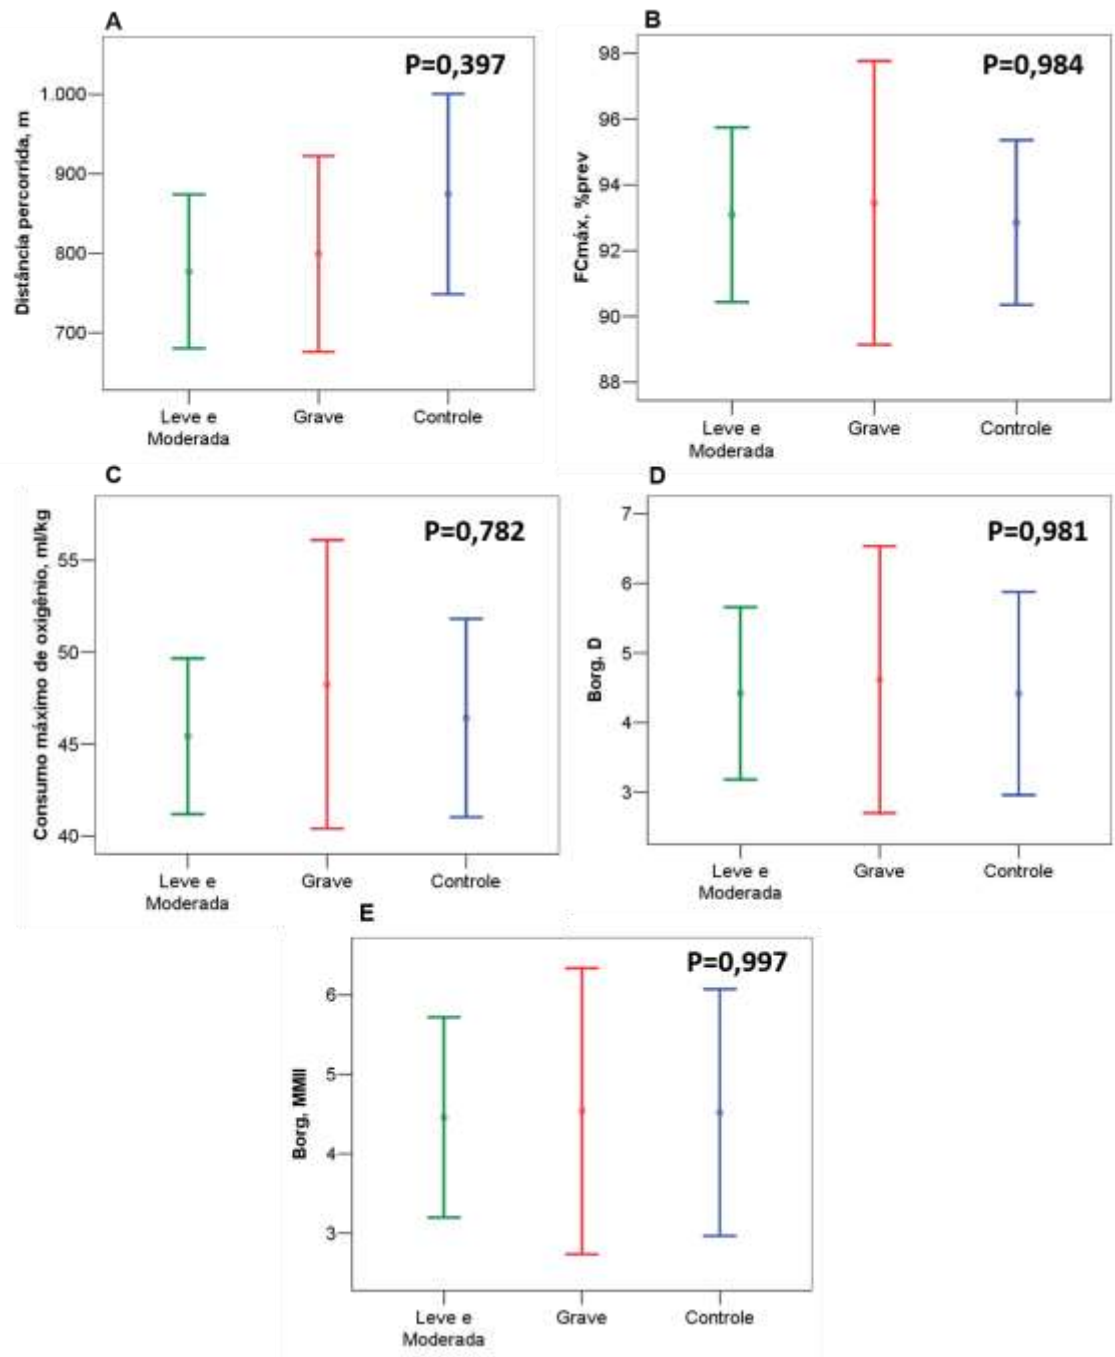 A
P=0,397
Distância percorrida, m
1.000
900
800
700
Leve e
Moderada
Grave
Controle
B
P=0,984
FCmáx, %prev
98
96
94
92
90
88
Leve e
Moderada
Grave
Controle
C
P=0,782
Consumo máximo de oxigênio, ml/kg
55
50
45
40
Leve e
Moderada
Grave
Controle
D
P=0,981
Borg, D
7
6
5
4
3
Leve e
Moderada
Grave
Controle
E
P=0,997
Borg, MMII
6
5
4
3
Leve e
Moderada
Grave
Controle